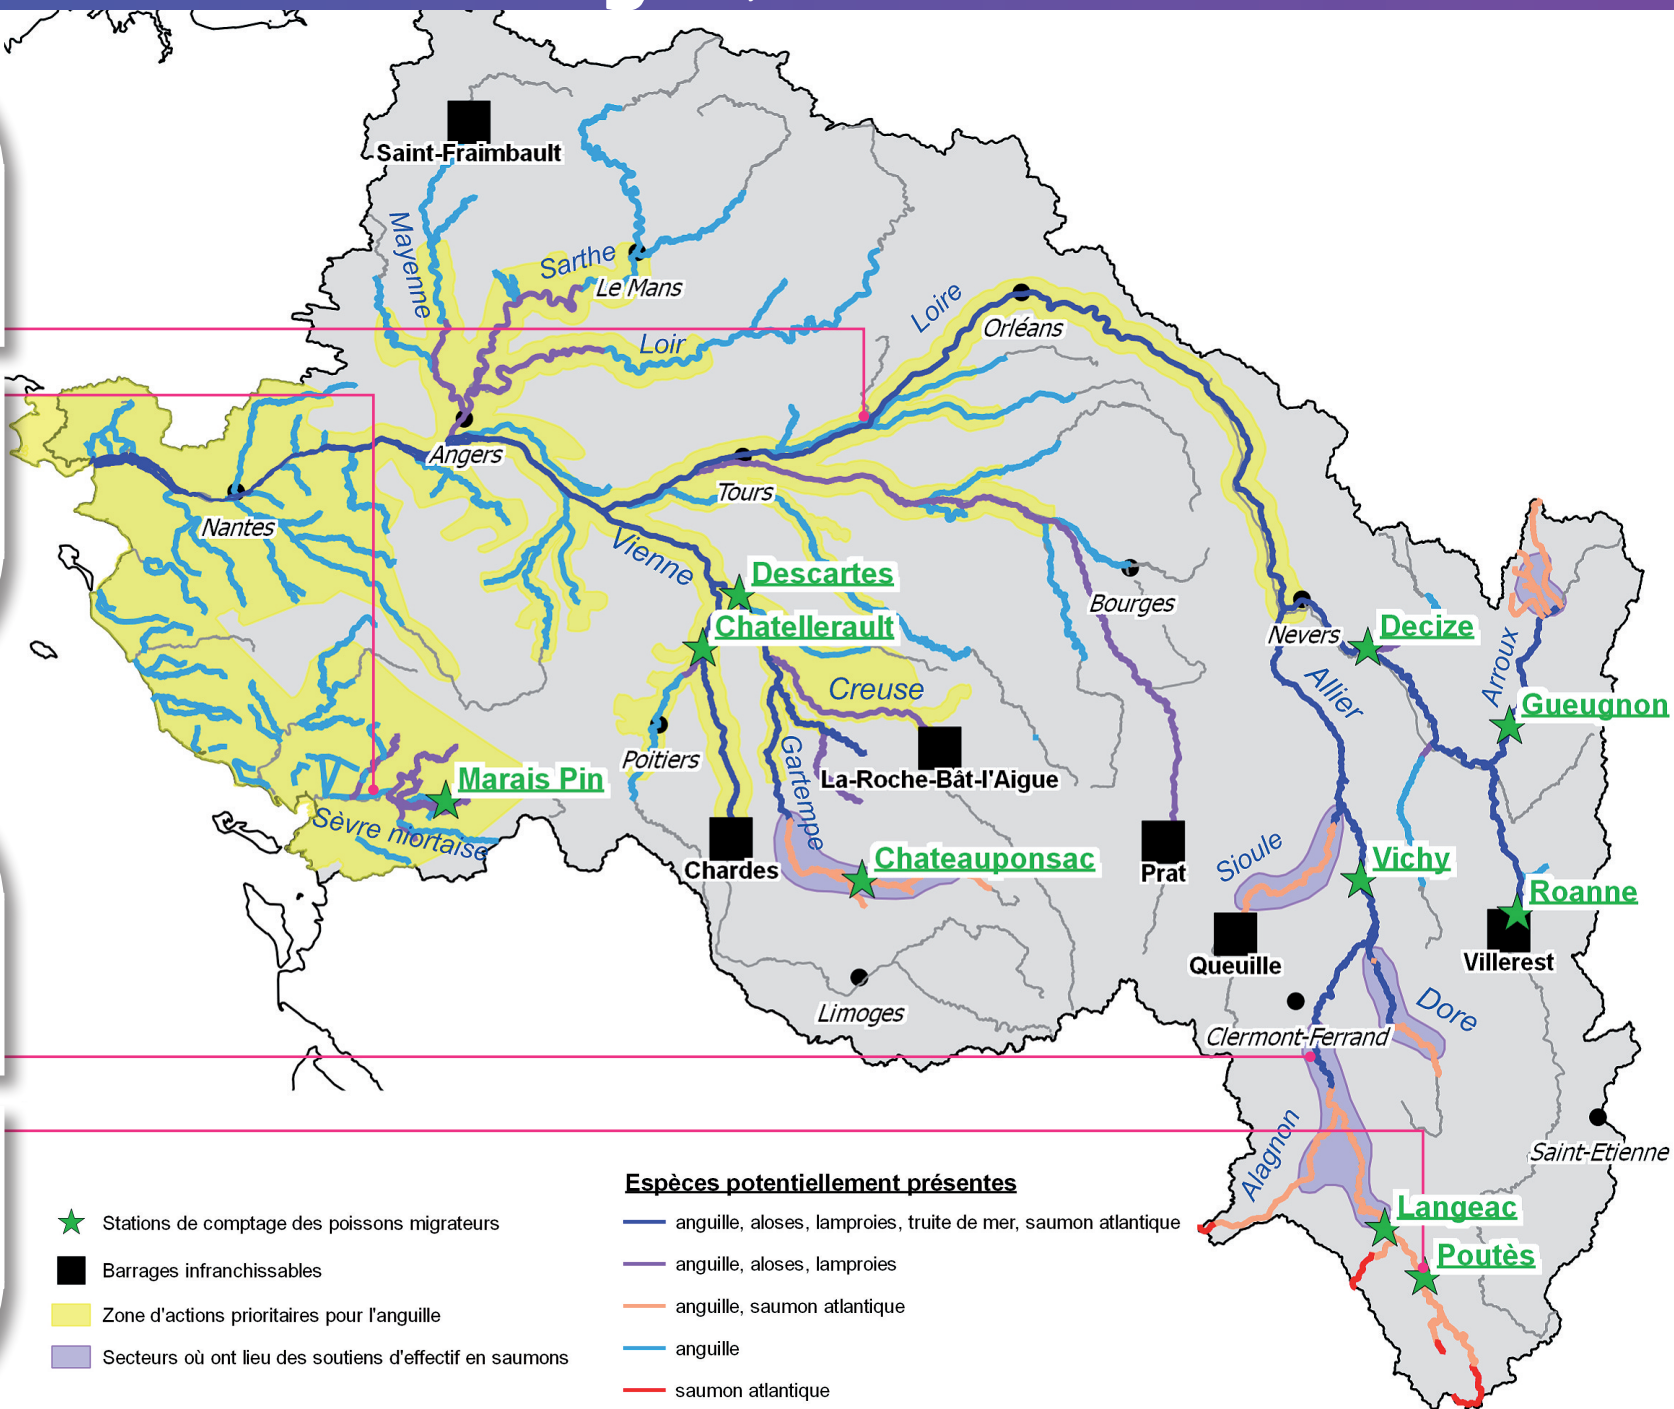 Saint-Fraimbault
Mayenne
Sarthe
Le Mans
Loire
Orléans
Loir
Angers
Tours
Nantes
Vienne
Descartes
Chatellerault
Bourges
Nevers
Decize
Arroux
Allier
Gueugnon
Creuse
Poitiers
Gartempe
La-Roche-Bât-l'Aigue
Marais Pin
Sèvre niortaise
Chardes
Chateauponsac
Prat
Sioule
Vichy
Roanne
Queuille
Villerest
Limoges
Dore
Clermont-Ferrand
Alagnon
Saint-Etienne
Langeac
Poutès
Stations de comptage des poissons migrateurs
Barrages infranchissables
Zone d'actions prioritaires pour l'anguille
Secteurs où ont lieu des soutiens d'effectif en saumons
Espèces potentiellement présentes
anguille, aloses, lamproies, truite de mer, saumon atlantique
anguille, aloses, lamproies
anguille, saumon atlantique
anguille
saumon atlantique